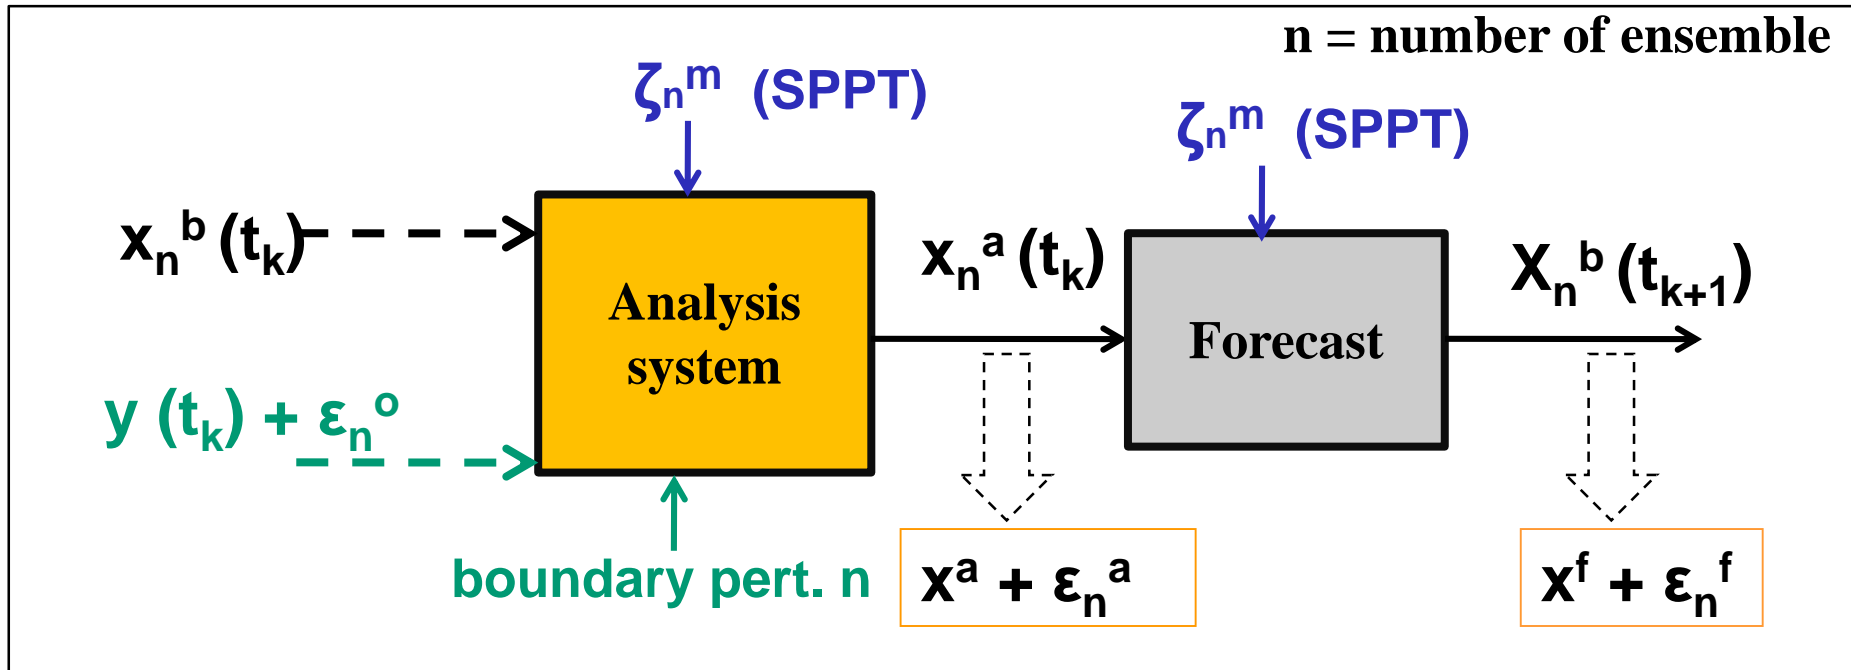 n = number of ensemble
ζₙᵐ (SPPT)
ζₙᵐ (SPPT)
xₙᵇ (tₖ)
xₙᵃ (tₖ)
Xₙᵇ (tₖ₊₁)
Analysis
system
Forecast
y (tₖ) + εₙᵒ
boundary pert. n
xᵃ + εₙᵃ
xᶠ + εₙᶠ